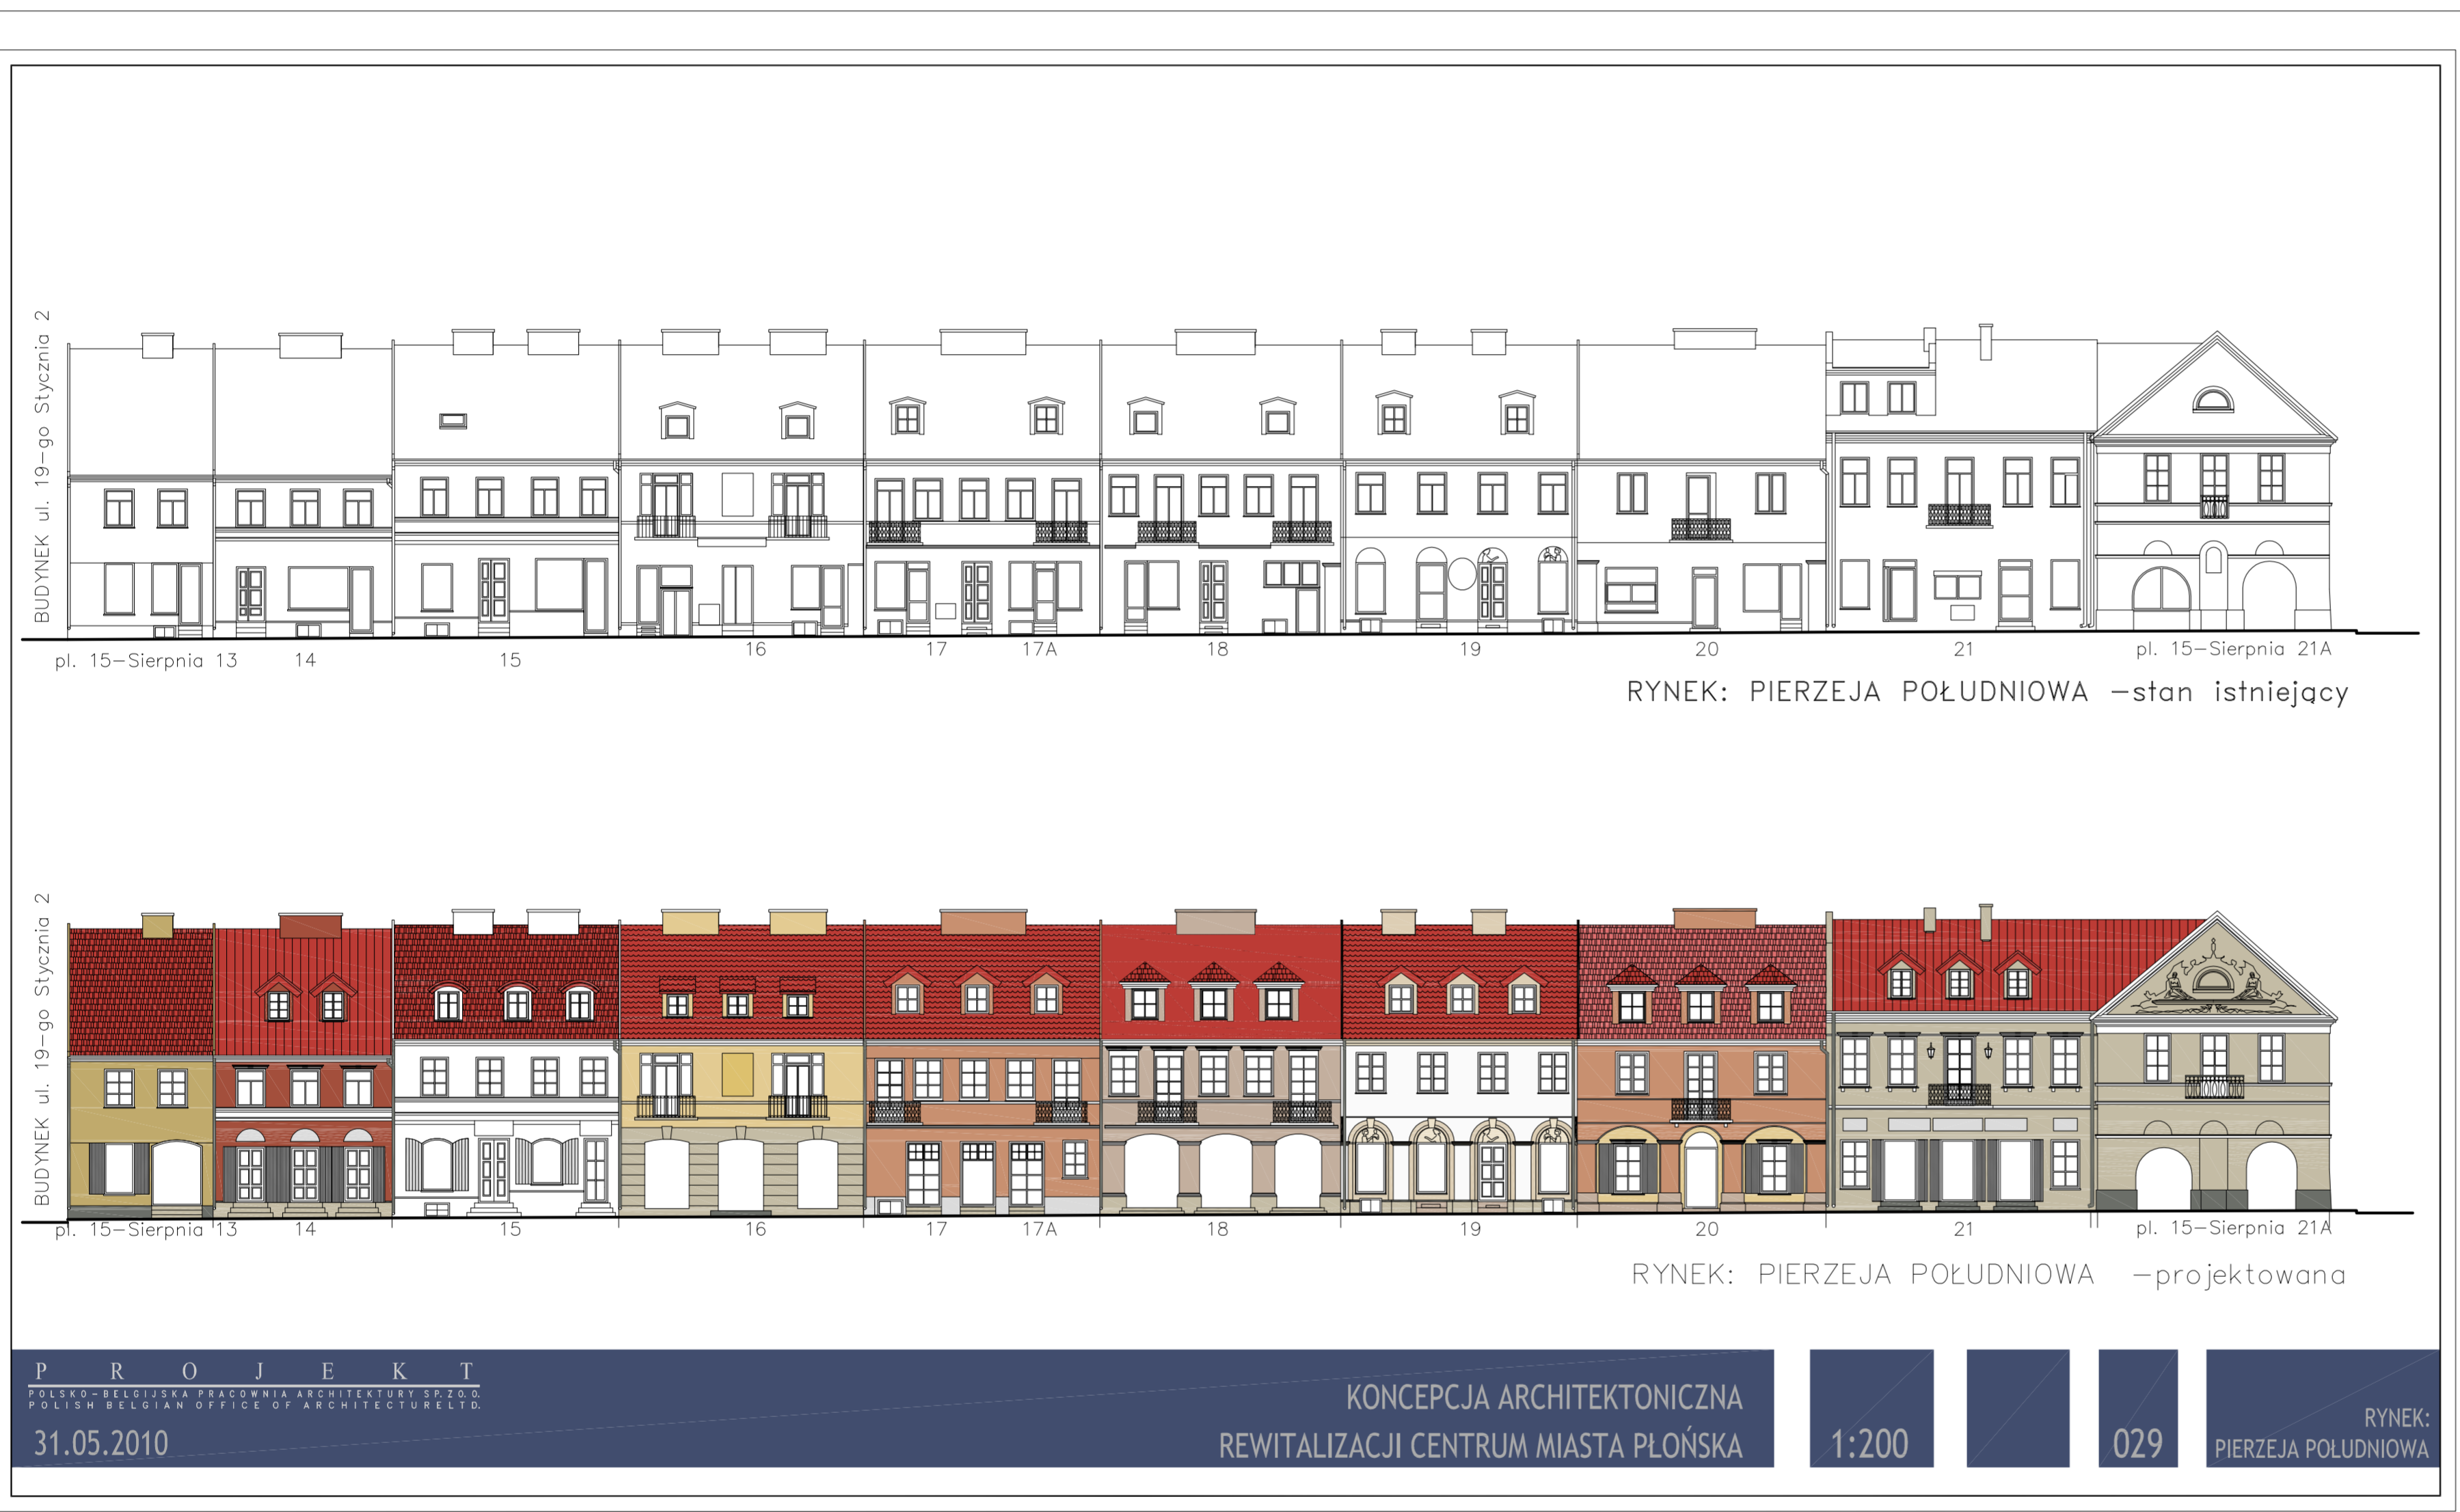 BUDYNEK ul. 19-go Stycznia 2
pl. 15-Sierpnia 13 14 15 16 17 17A 18 19 20 21 pl. 15-Sierpnia 21A
RYNEK: PIERZEJA POŁUDNIOWA -stan istniejący
BUDYNEK ul. 19-go Stycznia 2
pl. 15-Sierpnia 13 14 15 16 17 17A 18 19 20 21 pl. 15-Sierpnia 21A
RYNEK: PIERZEJA POŁUDNIOWA -projektowana
P R O J E K T
POLSKO-BELGIJSKA PRACOWNIA ARCHITEKTURY SP.ZO.O.
POLISH BELGIAN OFFICE OF ARCHITECTURELTD.
31.05.2010
KONCEPCJA ARCHITEKTONICZNA
REWITALIZACJI CENTRUM MIASTA PŁOŃSKA
1:200
029
RYNEK:
PIERZEJA POŁUDNIOWA